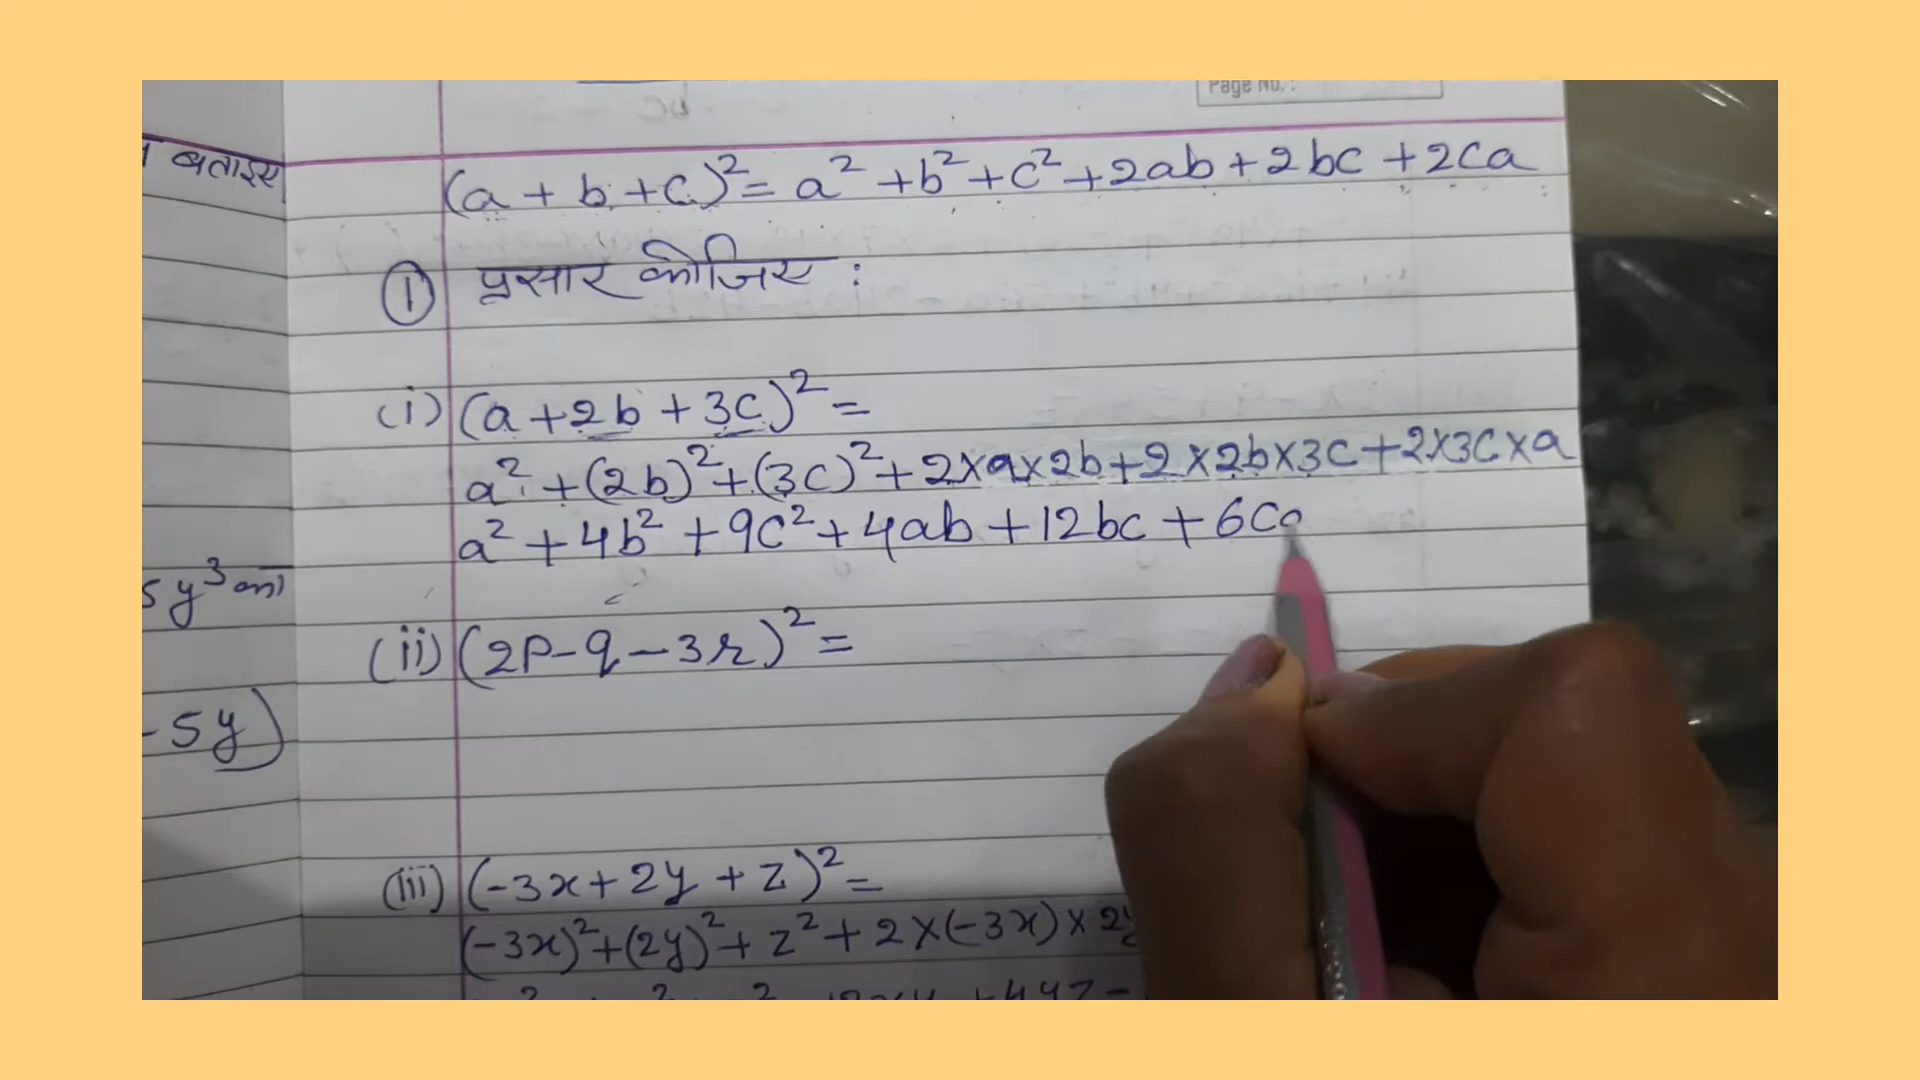 Page No. :
बताइए
(a + b + c)² = a² + b² + c² + 2ab + 2bc + 2ca
① प्रसार कीजिए :
(i) (a + 2b + 3c)² =
a² + (2b)² + (3c)² + 2×a×2b + 2×2b×3c + 2×3c×a
a² + 4b² + 9c² + 4ab + 12bc + 6ca
5y³ का
(ii) (2p - q - 3r)² =
- 5y)
(iii) (-3x + 2y + z)² =
(-3x)² + (2y)² + z² + 2×(-3x)×2y